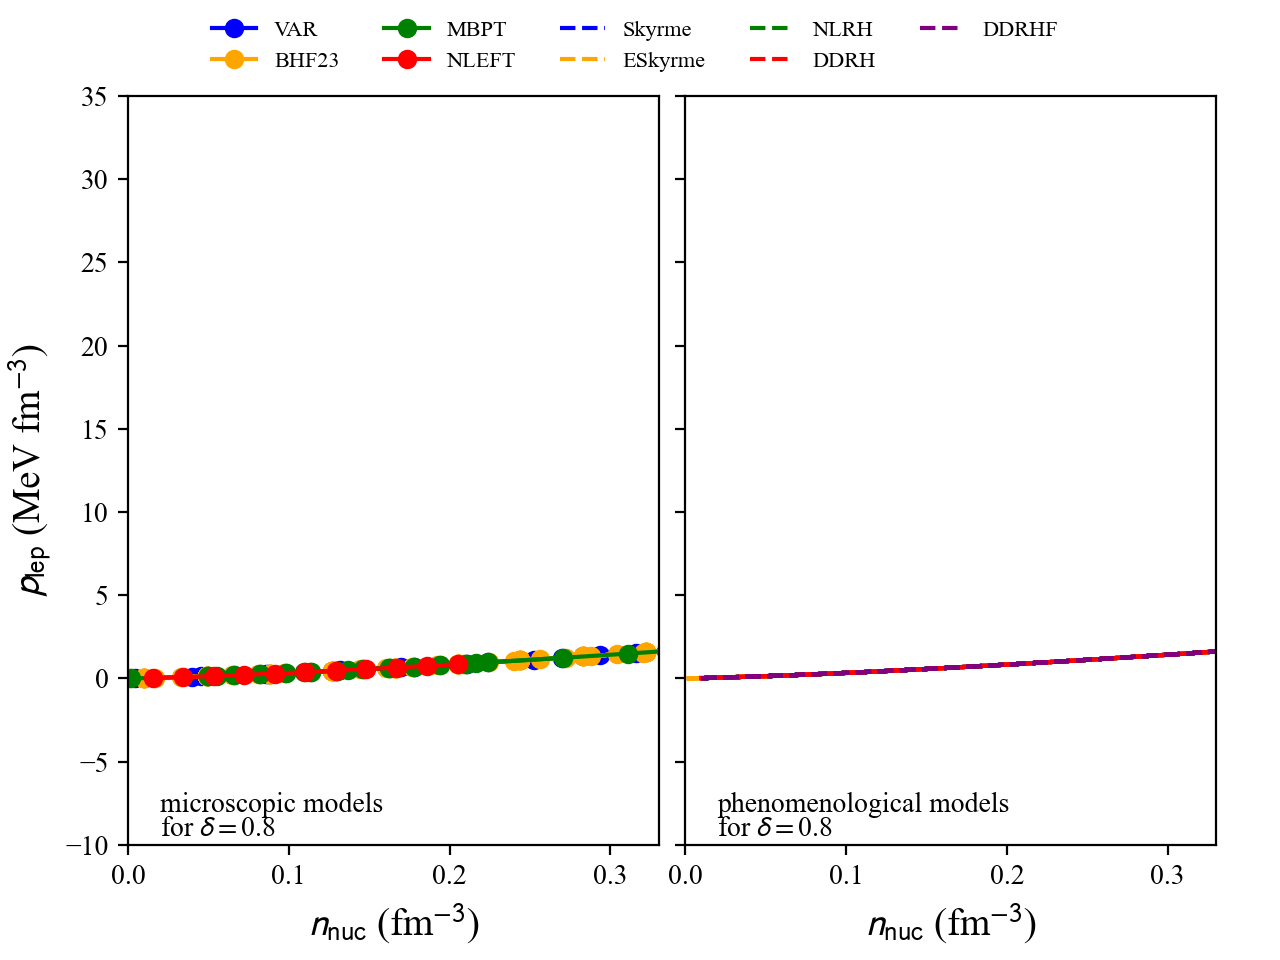 VAR MBPT Skyrme NLRH DDRHF
BHF23 NLEFT ESkyrme DDRH
35
30
25
20
15
10
5
0
−5
−10
p_lep (MeV fm⁻³)
microscopic models
for δ = 0.8
phenomenological models
for δ = 0.8
0.0 0.1 0.2 0.3 0.0 0.1 0.2 0.3
n_nuc (fm⁻³) n_nuc (fm⁻³)